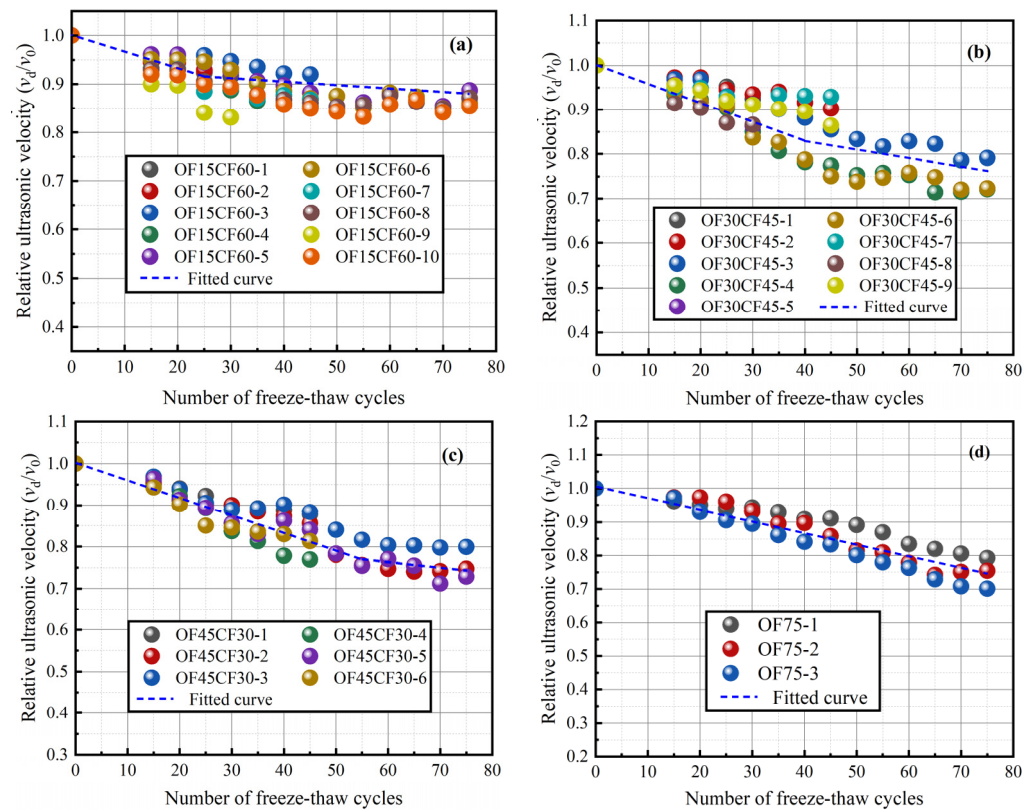 (a)
Relative ultrasonic velocity (vd/v0)
1.0
0.9
0.8
0.7
0.6
0.5
0.4
OF15CF60-1 OF15CF60-6
OF15CF60-2 OF15CF60-7
OF15CF60-3 OF15CF60-8
OF15CF60-4 OF15CF60-9
OF15CF60-5 OF15CF60-10
Fitted curve
0 10 20 30 40 50 60 70 80
Number of freeze-thaw cycles
(b)
Relative ultrasonic velocity (vd/v0)
1.1
1.0
0.9
0.8
0.7
0.6
0.5
0.4
OF30CF45-1 OF30CF45-6
OF30CF45-2 OF30CF45-7
OF30CF45-3 OF30CF45-8
OF30CF45-4 OF30CF45-9
OF30CF45-5 Fitted curve
0 10 20 30 40 50 60 70 80
Number of freeze-thaw cycles
(c)
Relative ultrasonic velocity (vd/v0)
1.1
1.0
0.9
0.8
0.7
0.6
0.5
0.4
0.3
OF45CF30-1 OF45CF30-4
OF45CF30-2 OF45CF30-5
OF45CF30-3 OF45CF30-6
Fitted curve
0 10 20 30 40 50 60 70 80
Number of freeze-thaw cycles
(d)
Relative ultrasonic velocity (vd/v0)
1.2
1.1
1.0
0.9
0.8
0.7
0.6
0.5
0.4
0.3
0.2
OF75-1
OF75-2
OF75-3
Fitted curve
0 10 20 30 40 50 60 70 80
Number of freeze-thaw cycles